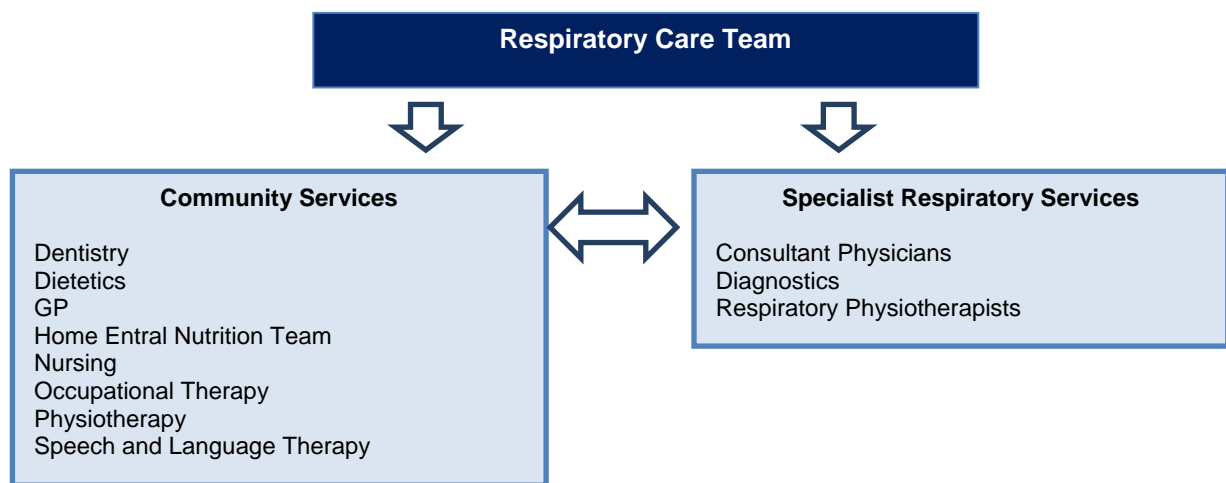 Respiratory Care Team
Community Services
Dentistry
Dietetics
GP
Home Entral Nutrition Team
Nursing
Occupational Therapy
Physiotherapy
Speech and Language Therapy
Specialist Respiratory Services
Consultant Physicians
Diagnostics
Respiratory Physiotherapists